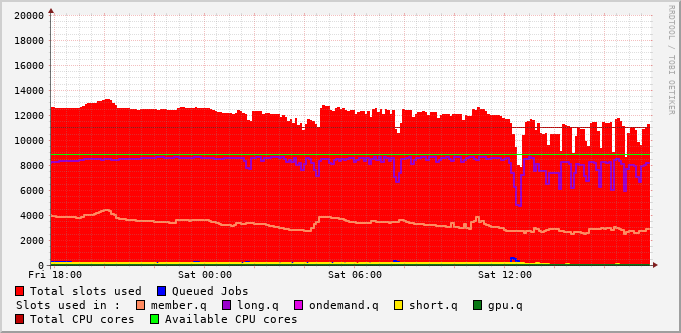 20000
18000
16000
14000
12000
10000
8000
6000
4000
2000
0
Fri 18:00 Sat 00:00 Sat 06:00 Sat 12:00
Total slots used Queued Jobs
Slots used in : member.q long.q ondemand.q short.q gpu.q
Total CPU cores Available CPU cores
RRDTOOL / TOBI OETIKER